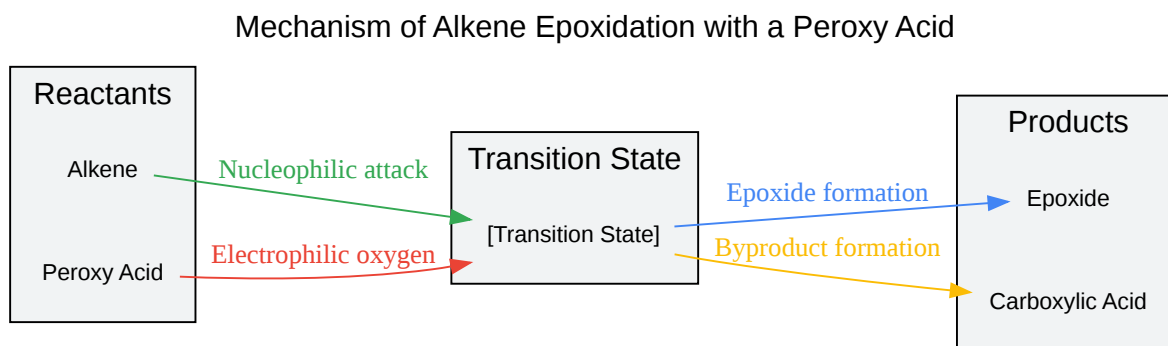 Mechanism of Alkene Epoxidation with a Peroxy Acid
Reactants
Alkene
Peroxy Acid
Nucleophilic attack
Electrophilic oxygen
Transition State
[Transition State]
Epoxide formation
Byproduct formation
Products
Epoxide
Carboxylic Acid